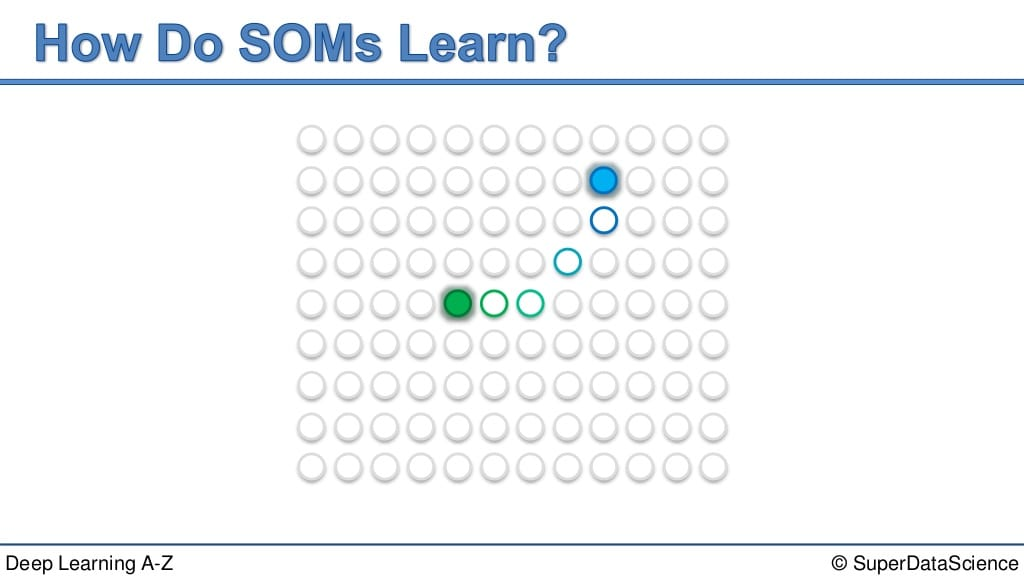 How Do SOMs Learn?
Deep Learning A-Z
© SuperDataScience